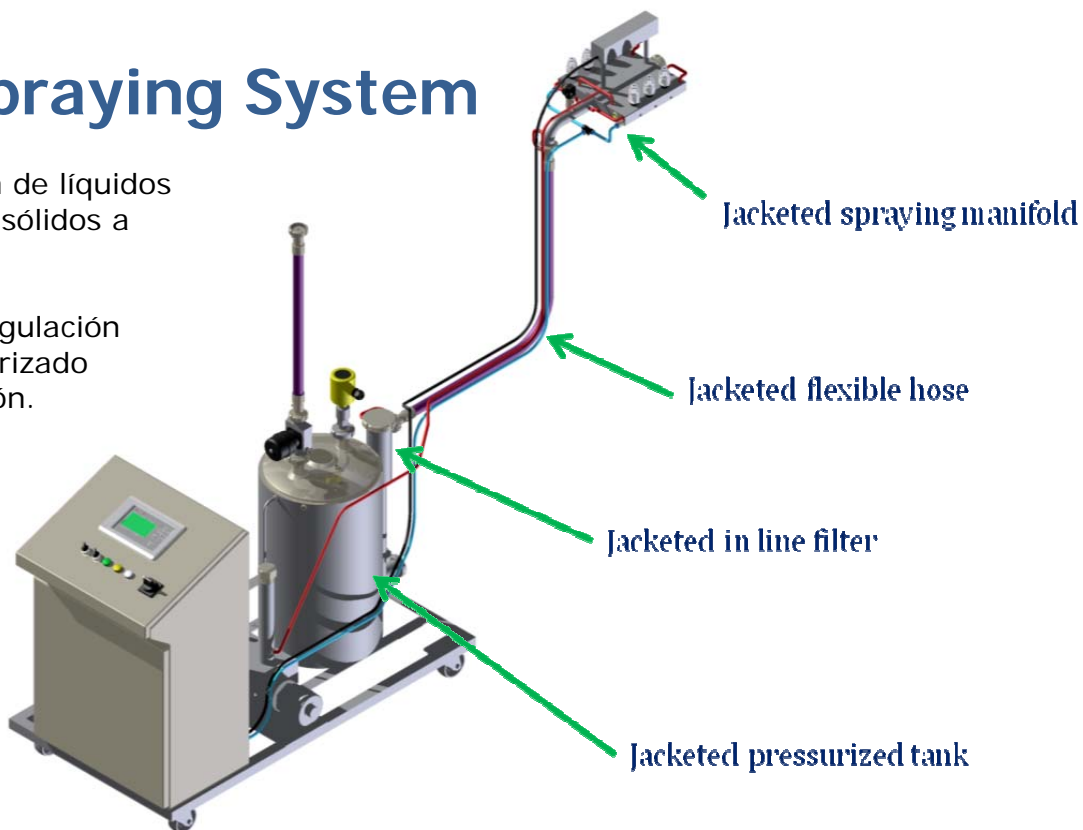 praying System
de líquidos
sólidos a
gulación
rizado
ón.
Jacketed spraying manifold
Jacketed flexible hose
Jacketed in line filter
Jacketed pressurized tank